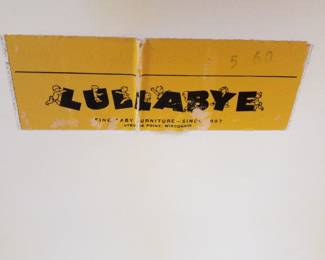 5 60
LULLABYE
FINE BABY FURNITURE—SINCE 1897
STEVENS POINT, WISCONSIN